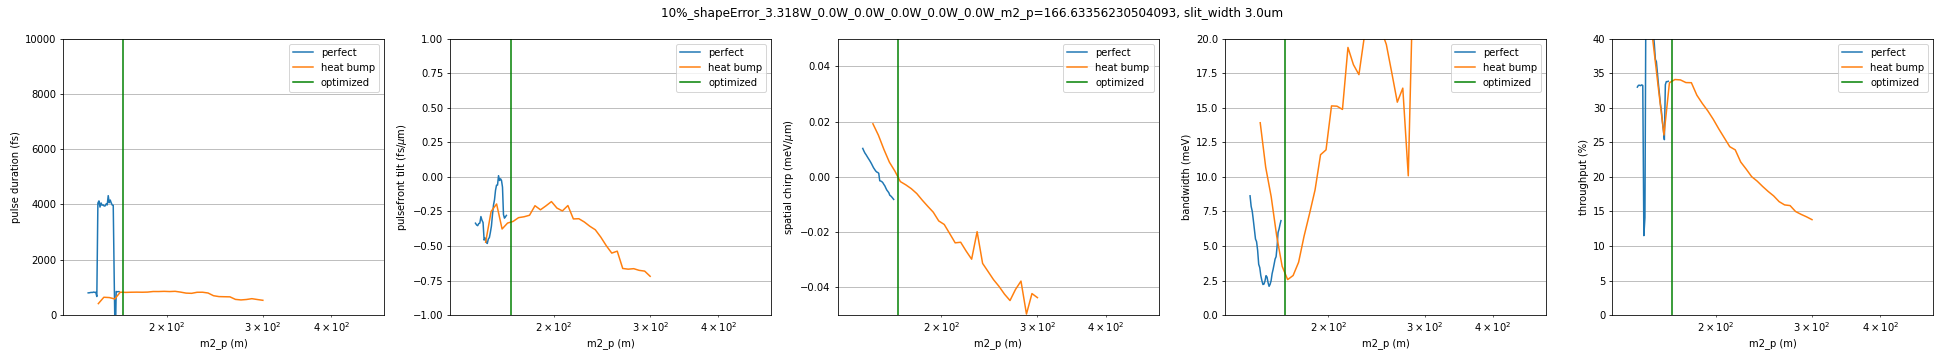 10%_shapeError_3.318W_0.0W_0.0W_0.0W_0.0W_0.0W_m2_p=166.63356230504093, slit_width 3.0um
pulse duration (fs)
10000
8000
6000
4000
2000
0
perfect
heat bump
optimized
2 × 10²
3 × 10²
4 × 10²
m2_p (m)
pulsefront tilt (fs/μm)
1.00
0.75
0.50
0.25
0.00
−0.25
−0.50
−0.75
−1.00
perfect
heat bump
optimized
2 × 10²
3 × 10²
4 × 10²
m2_p (m)
spatial chirp (meV/μm)
0.04
0.02
0.00
−0.02
−0.04
perfect
heat bump
optimized
2 × 10²
3 × 10²
4 × 10²
m2_p (m)
bandwidth (meV)
20.0
17.5
15.0
12.5
10.0
7.5
5.0
2.5
0.0
perfect
heat bump
optimized
2 × 10²
3 × 10²
4 × 10²
m2_p (m)
throughput (%)
40
35
30
25
20
15
10
5
0
perfect
heat bump
optimized
2 × 10²
3 × 10²
4 × 10²
m2_p (m)